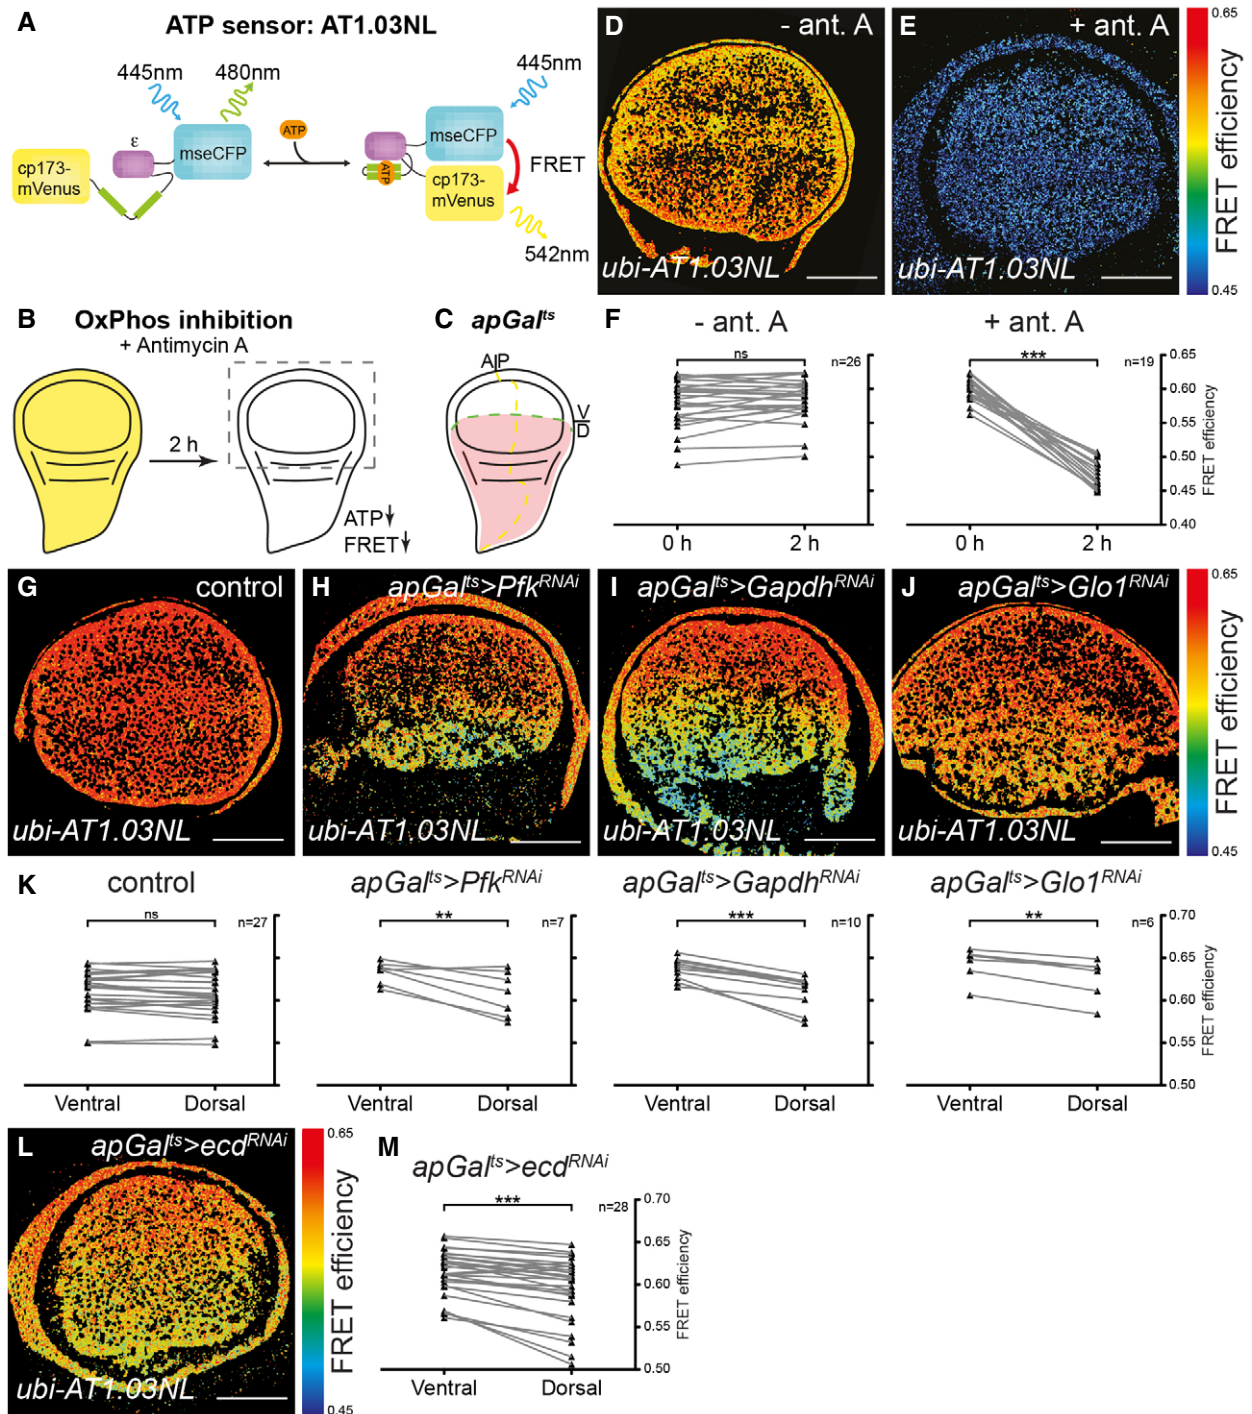 A
ATP sensor: AT1.03NL
445nm
480nm
ε
mseCFP
cp173-
mVenus
ATP
445nm
mseCFP
ATP
cp173-
mVenus
FRET
542nm
D
- ant. A
ubi-AT1.03NL
E
+ ant. A
ubi-AT1.03NL
0.65
FRET efficiency
0.45
B
OxPhos inhibition
+ Antimycin A
2 h
ATP↓
FRET↓
C
apGalts
A|P
V
D
F
- ant. A
ns
n=26
0 h
2 h
+ ant. A
***
n=19
0.65
0.60
0.55
0.50
0.45
0.40
FRET efficiency
0 h
2 h
G
control
ubi-AT1.03NL
H
apGalts>PfkRNAi
ubi-AT1.03NL
I
apGalts>GapdhRNAi
ubi-AT1.03NL
J
apGalts>Glo1RNAi
ubi-AT1.03NL
0.65
FRET efficiency
0.45
K
control
ns
n=27
Ventral
Dorsal
apGalts>PfkRNAi
**
n=7
Ventral
Dorsal
apGalts>GapdhRNAi
***
n=10
Ventral
Dorsal
apGalts>Glo1RNAi
**
n=6
0.70
0.65
0.60
0.55
0.50
FRET efficiency
Ventral
Dorsal
L
apGalts>ecdRNAi
ubi-AT1.03NL
0.65
FRET efficiency
0.45
M
apGalts>ecdRNAi
***
n=28
0.70
0.65
0.60
0.55
0.50
FRET efficiency
Ventral
Dorsal